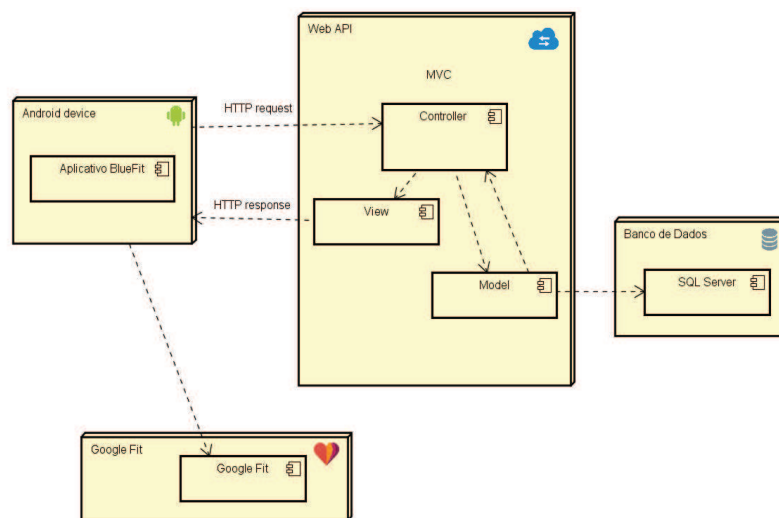 Web API
MVC
Android device
HTTP request
Controller
Aplicativo BlueFit
HTTP response
View
Banco de Dados
Model
SQL Server
Google Fit
Google Fit